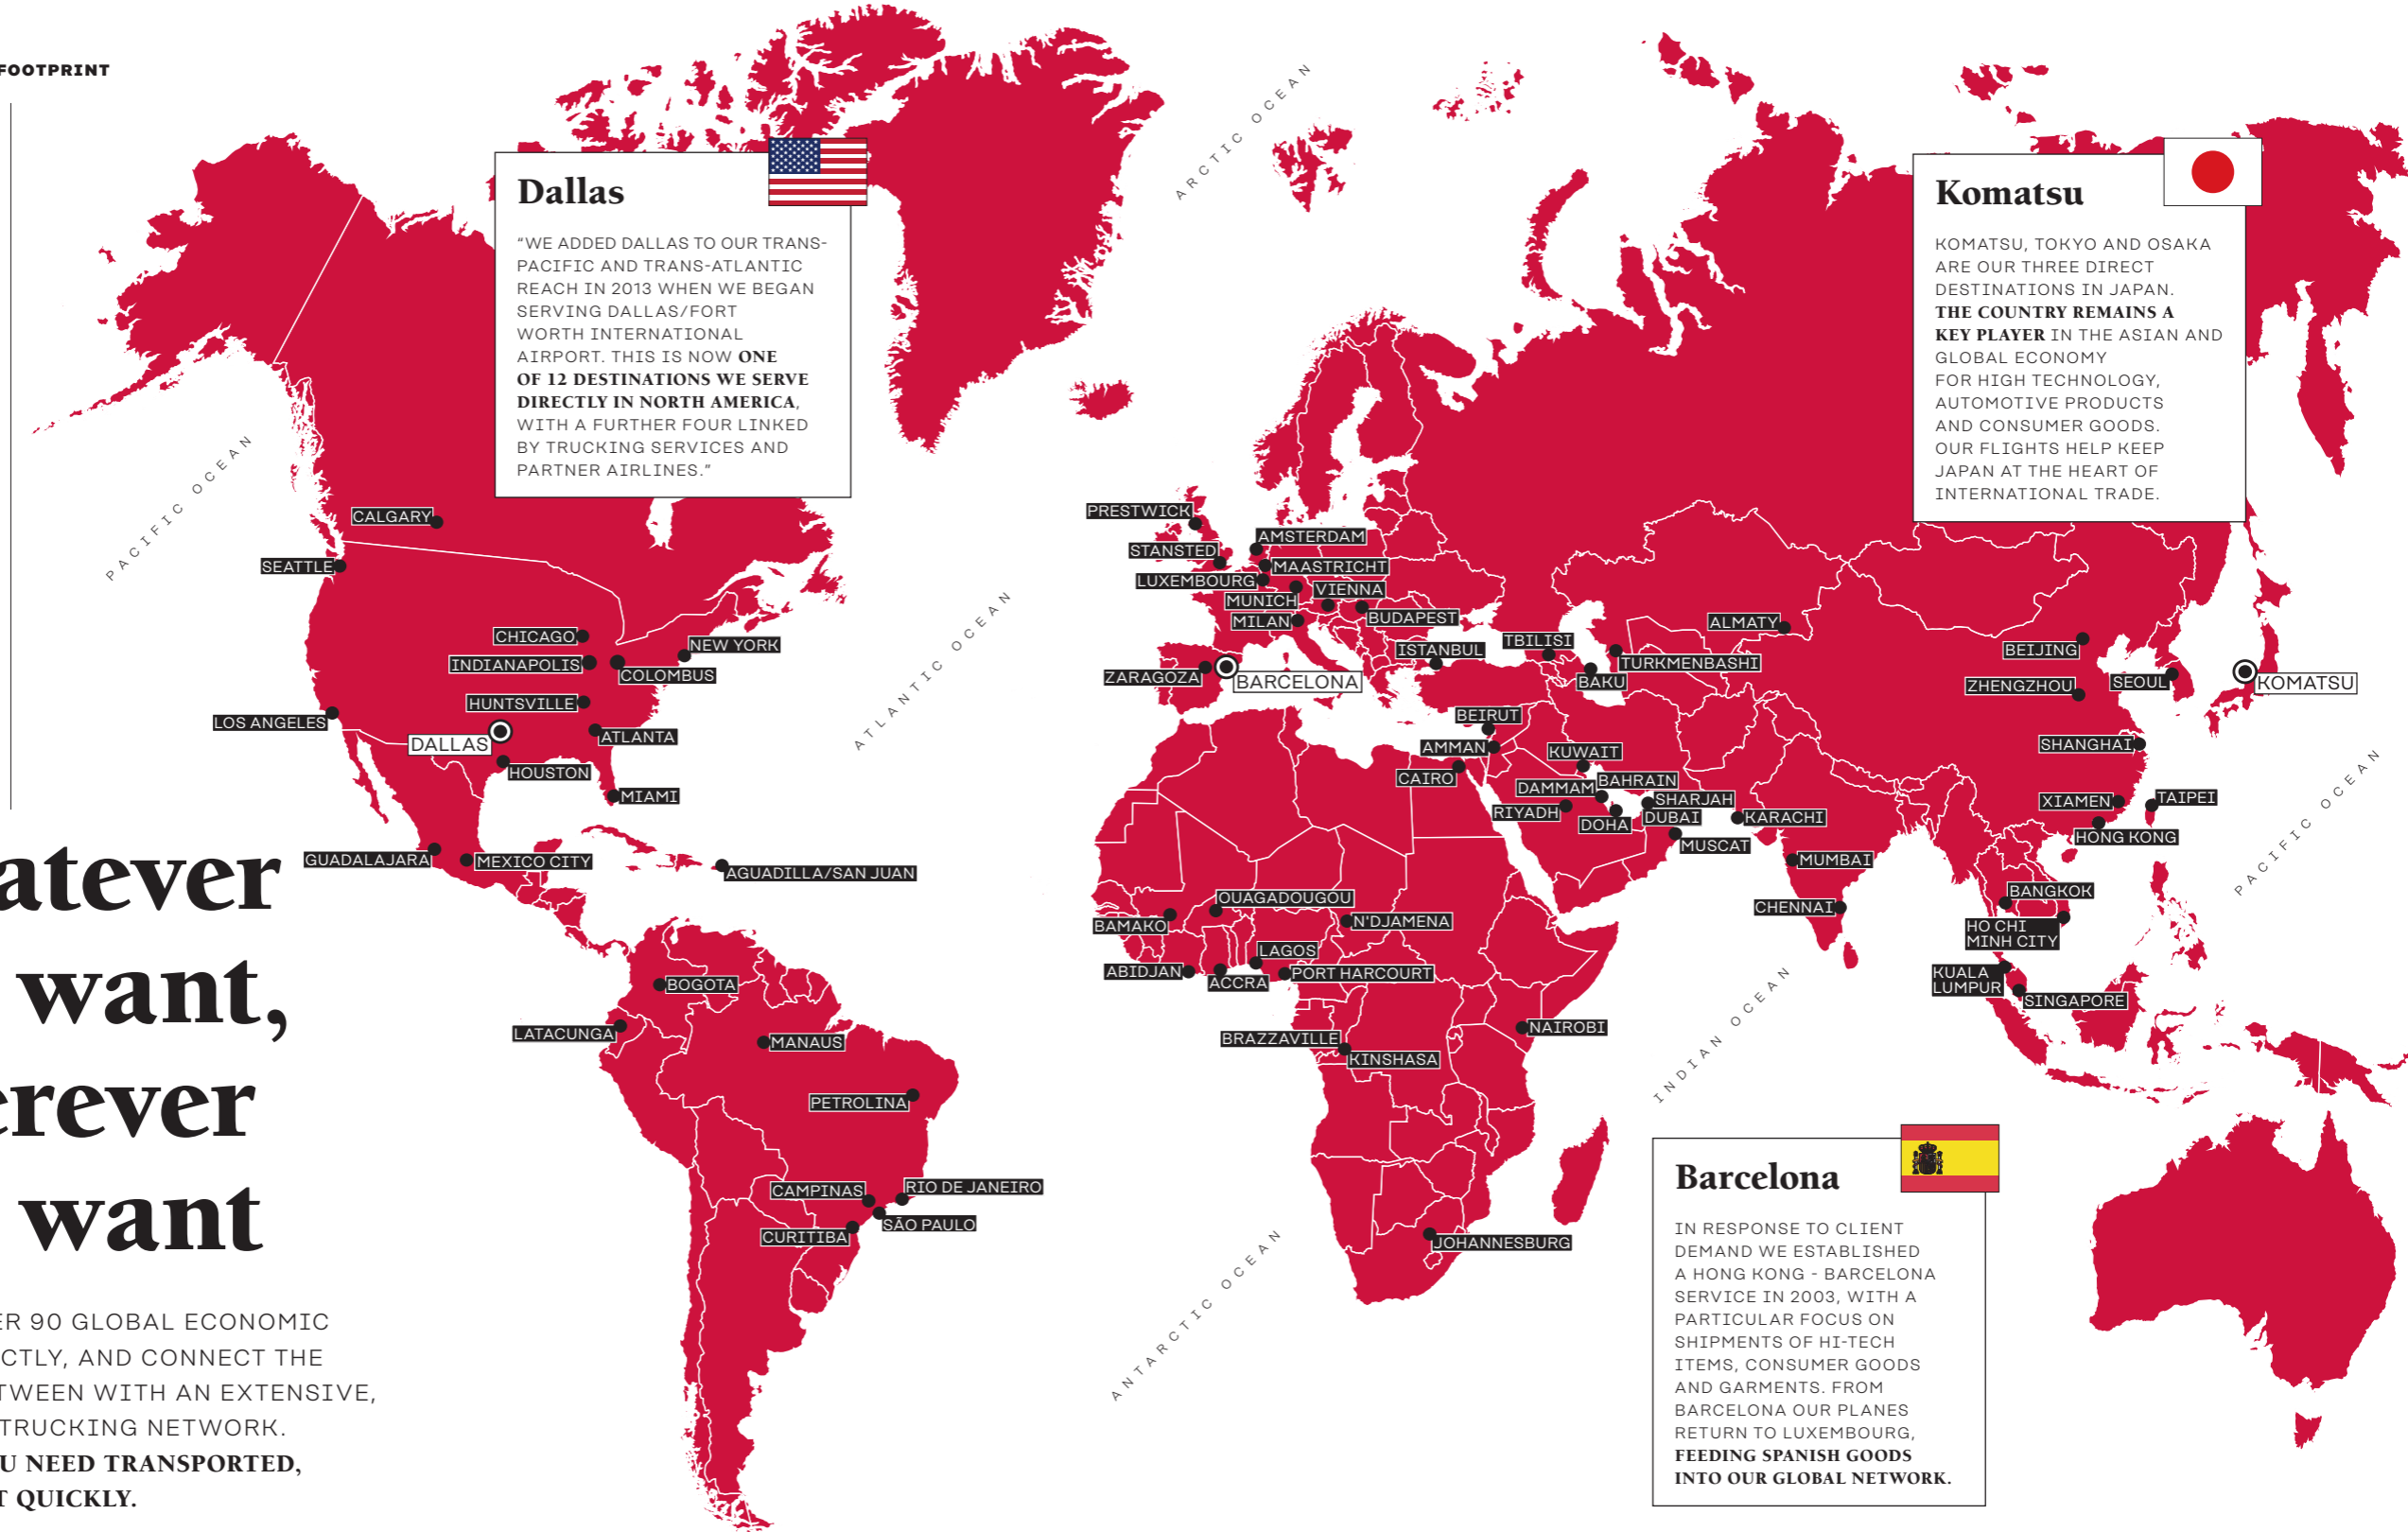 FOOTPRINT
atever
want,
erever
want
ER 90 GLOBAL ECONOMIC
CTLY, AND CONNECT THE
TWEEN WITH AN EXTENSIVE,
TRUCKING NETWORK.
U NEED TRANSPORTED,
T QUICKLY.
Dallas
“WE ADDED DALLAS TO OUR TRANS-
PACIFIC AND TRANS-ATLANTIC
REACH IN 2013 WHEN WE BEGAN
SERVING DALLAS/FORT
WORTH INTERNATIONAL
AIRPORT. THIS IS NOW ONE
OF 12 DESTINATIONS WE SERVE
DIRECTLY IN NORTH AMERICA,
WITH A FURTHER FOUR LINKED
BY TRUCKING SERVICES AND
PARTNER AIRLINES.”
Komatsu
KOMATSU, TOKYO AND OSAKA
ARE OUR THREE DIRECT
DESTINATIONS IN JAPAN.
THE COUNTRY REMAINS A
KEY PLAYER IN THE ASIAN AND
GLOBAL ECONOMY
FOR HIGH TECHNOLOGY,
AUTOMOTIVE PRODUCTS
AND CONSUMER GOODS.
OUR FLIGHTS HELP KEEP
JAPAN AT THE HEART OF
INTERNATIONAL TRADE.
Barcelona
IN RESPONSE TO CLIENT
DEMAND WE ESTABLISHED
A HONG KONG - BARCELONA
SERVICE IN 2003, WITH A
PARTICULAR FOCUS ON
SHIPMENTS OF HI-TECH
ITEMS, CONSUMER GOODS
AND GARMENTS. FROM
BARCELONA OUR PLANES
RETURN TO LUXEMBOURG,
FEEDING SPANISH GOODS
INTO OUR GLOBAL NETWORK.
PACIFIC OCEAN
ARCTIC OCEAN
ATLANTIC OCEAN
ANTARCTIC OCEAN
INDIAN OCEAN
PACIFIC OCEAN
CALGARY
SEATTLE
CHICAGO
NEW YORK
INDIANAPOLIS
COLOMBUS
HUNTSVILLE
LOS ANGELES
DALLAS
ATLANTA
HOUSTON
MIAMI
GUADALAJARA
MEXICO CITY
AGUADILLA/SAN JUAN
BOGOTA
LATACUNGA
MANAUS
PETROLINA
CAMPINAS
RIO DE JANEIRO
SÃO PAULO
CURITIBA
PRESTWICK
STANSTED
AMSTERDAM
MAASTRICHT
LUXEMBOURG
MUNICH
VIENNA
MILAN
BUDAPEST
ISTANBUL
ZARAGOZA
BARCELONA
TBILISI
TURKMENBASHI
BAKU
ALMATY
BEIRUT
AMMAN
CAIRO
KUWAIT
BAHRAIN
DAMMAM
RIYADH
DOHA
SHARJAH
DUBAI
MUSCAT
KARACHI
MUMBAI
CHENNAI
OUAGADOUGOU
BAMAKO
N'DJAMENA
LAGOS
ABIDJAN
ACCRA
PORT HARCOURT
BRAZZAVILLE
KINSHASA
NAIROBI
JOHANNESBURG
BEIJING
ZHENGZHOU
SEOUL
KOMATSU
SHANGHAI
XIAMEN
TAIPEI
HONG KONG
BANGKOK
HO CHI
MINH CITY
KUALA
LUMPUR
SINGAPORE